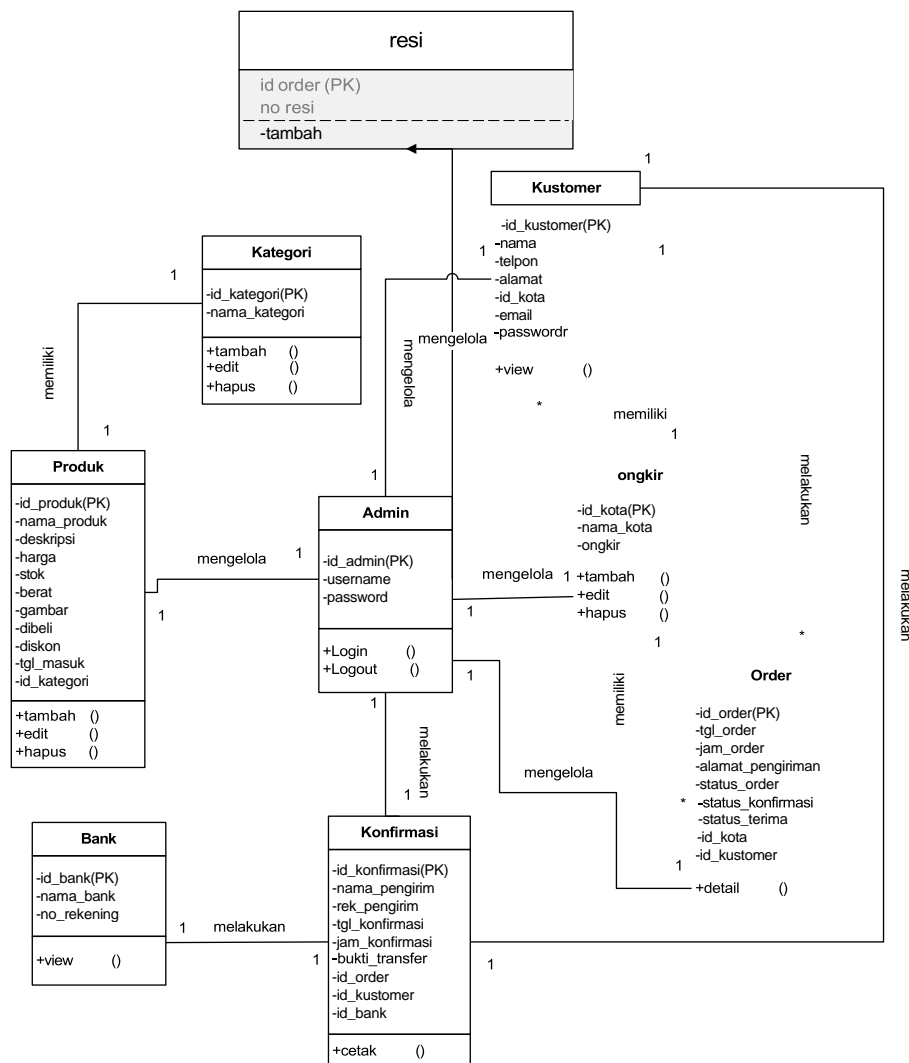 resi
id order (PK)
no resi
-tambah
1
Kustomer
-id_kustomer(PK)
-nama
-telpon
-alamat
-id_kota
-email
-passwordr
+view ()
1
1
*
Kategori
-id_kategori(PK)
-nama_kategori
+tambah ()
+edit ()
+hapus ()
1
memiliki
1
mengelola
mengelola
memiliki
1
melakukan
melakukan
Produk
-id_produk(PK)
-nama_produk
-deskripsi
-harga
-stok
-berat
-gambar
-dibeli
-diskon
-tgl_masuk
-id_kategori
+tambah ()
+edit ()
+hapus ()
mengelola
1
1
1
Admin
-id_admin(PK)
-username
-password
+Login ()
+Logout ()
ongkir
-id_kota(PK)
-nama_kota
-ongkir
+tambah ()
+edit ()
+hapus ()
mengelola
1
1
1
*
memiliki
1
1
melakukan
1
mengelola
Order
-id_order(PK)
-tgl_order
-jam_order
-alamat_pengiriman
-status_order
* -status_konfirmasi
-status_terima
-id_kota
-id_kustomer
1
+detail ()
Bank
-id_bank(PK)
-nama_bank
-no_rekening
+view ()
1
melakukan
1
Konfirmasi
-id_konfirmasi(PK)
-nama_pengirim
-rek_pengirim
-tgl_konfirmasi
-jam_konfirmasi
-bukti_transfer
-id_order
-id_kustomer
-id_bank
+cetak ()
1